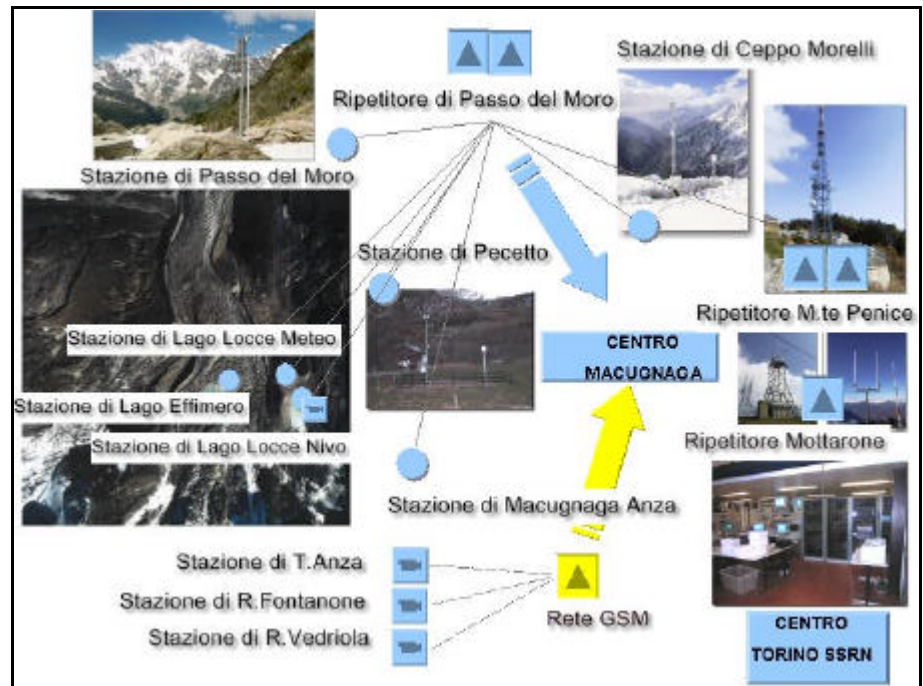 Stazione di Ceppo Morelli
Ripetitore di Passo del Moro
Stazione di Passo del Moro
Stazione di Pecetto
Ripetitore M.te Penice
Stazione di Lago Locce Meteo
CENTRO
MACUGNAGA
Stazione di Lago Effimero
Stazione di Lago Locce Nivo
Ripetitore Mottarone
Stazione di Macugnaga Anza
Stazione di T.Anza
Stazione di R.Fontanone
Stazione di R.Vedriola
Rete GSM
CENTRO
TORINO SSRN